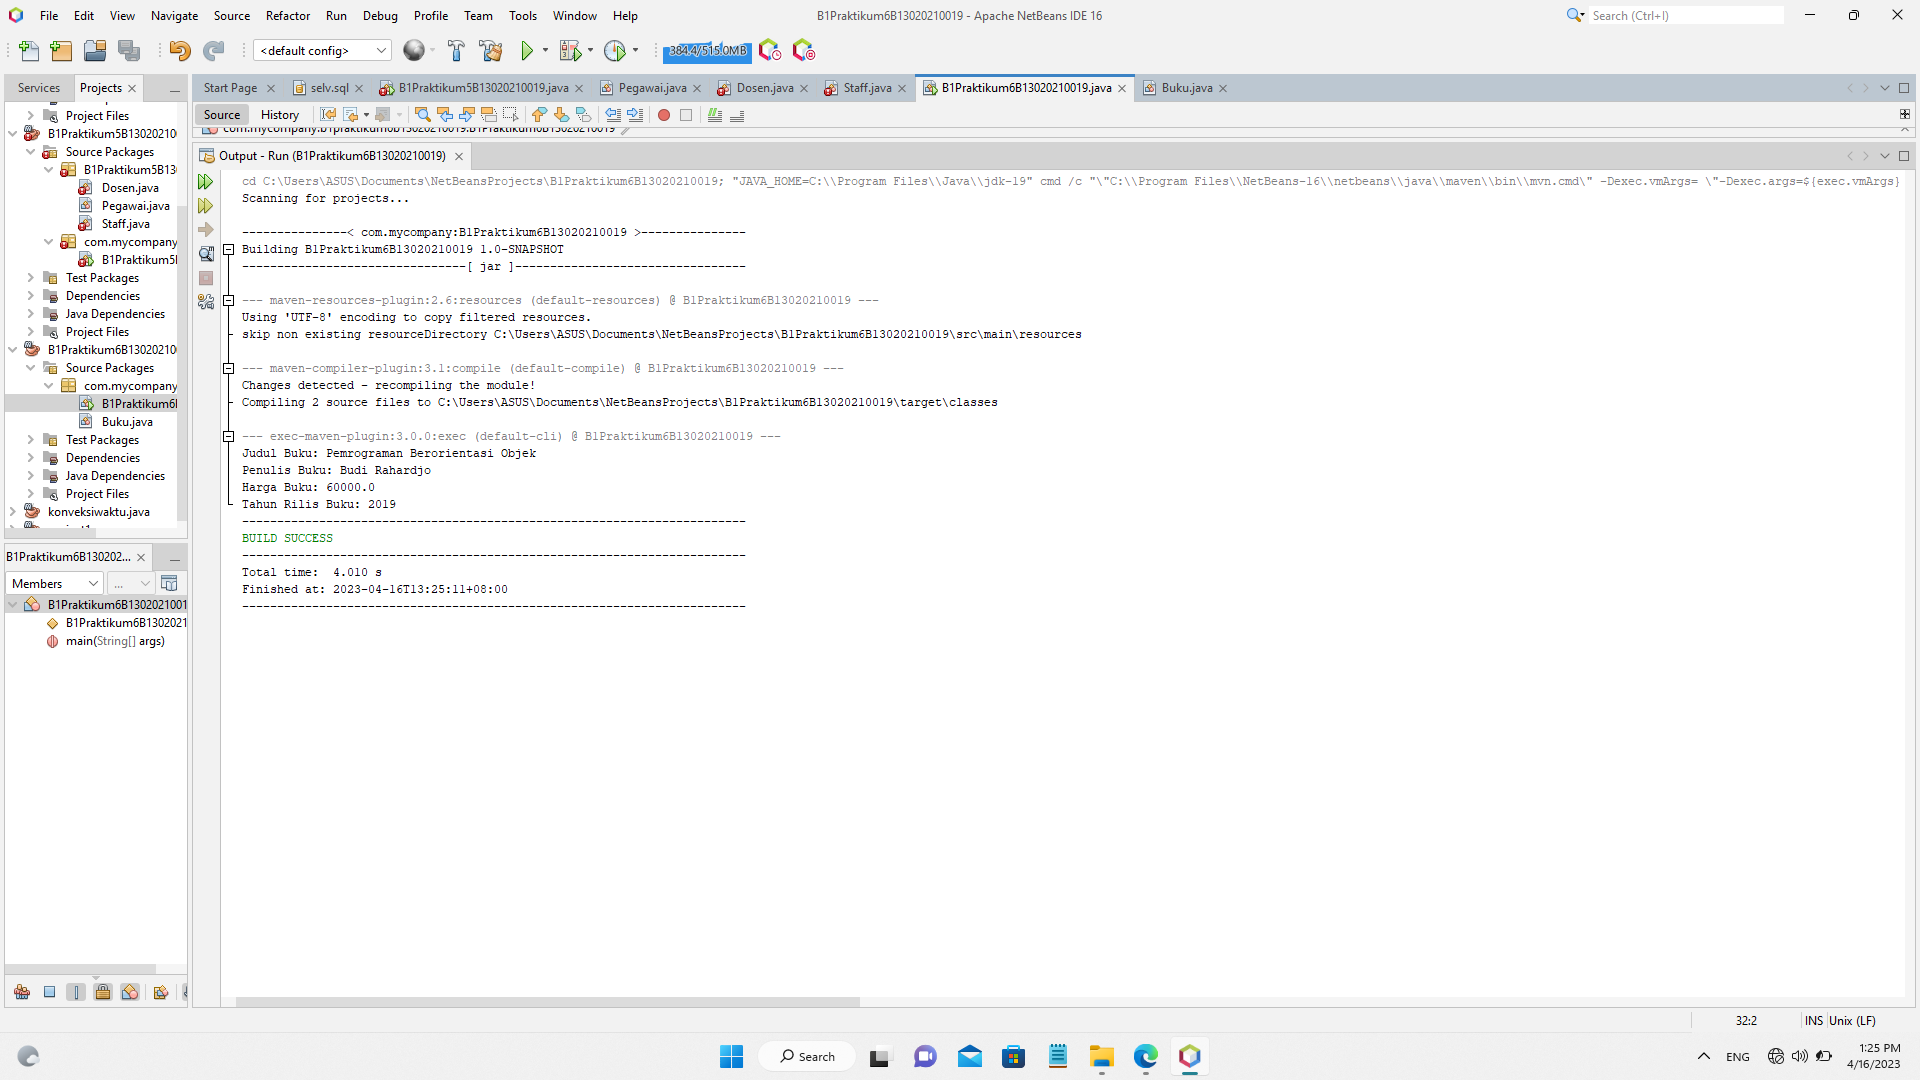 File Edit View Navigate Source Refactor Run Debug Profile Team Tools Window Help
B1Praktikum6B13020210019 - Apache NetBeans IDE 16
Search (Ctrl+I)
<default config>
384.4/515.0MB
Services Projects
Start Page selv.sql B1Praktikum5B13020210019.java Pegawai.java Dosen.java Staff.java B1Praktikum6B13020210019.java Buku.java
Source History
com.mycompany.b1praktikum6b13020210019.B1Praktikum6B13020210019
Project Files
B1Praktikum5B130202100
Source Packages
B1Praktikum5B13
Dosen.java
Pegawai.java
Staff.java
com.mycompany
B1Praktikum5
Test Packages
Dependencies
Java Dependencies
Project Files
B1Praktikum6B130202100
Source Packages
com.mycompany
B1Praktikum6
Buku.java
Test Packages
Dependencies
Java Dependencies
Project Files
konveksiwaktu.java
Output - Run (B1Praktikum6B13020210019)
cd C:\Users\ASUS\Documents\NetBeansProjects\B1Praktikum6B13020210019; "JAVA_HOME=C:\\Program Files\\Java\\jdk-19" cmd /c "\"C:\\Program Files\\NetBeans-16\\netbeans\\java\\maven\\bin\\mvn.cmd\" -Dexec.vmArgs= \"-Dexec.args=${exec.vmArgs}
Scanning for projects...
---------------< com.mycompany:B1Praktikum6B13020210019 >---------------
Building B1Praktikum6B13020210019 1.0-SNAPSHOT
--------------------------------[ jar ]---------------------------------
--- maven-resources-plugin:2.6:resources (default-resources) @ B1Praktikum6B13020210019 ---
Using 'UTF-8' encoding to copy filtered resources.
skip non existing resourceDirectory C:\Users\ASUS\Documents\NetBeansProjects\B1Praktikum6B13020210019\src\main\resources
--- maven-compiler-plugin:3.1:compile (default-compile) @ B1Praktikum6B13020210019 ---
Changes detected - recompiling the module!
Compiling 2 source files to C:\Users\ASUS\Documents\NetBeansProjects\B1Praktikum6B13020210019\target\classes
--- exec-maven-plugin:3.0.0:exec (default-cli) @ B1Praktikum6B13020210019 ---
Judul Buku: Pemrograman Berorientasi Objek
Penulis Buku: Budi Rahardjo
Harga Buku: 60000.0
Tahun Rilis Buku: 2019
------------------------------------------------------------------------
BUILD SUCCESS
------------------------------------------------------------------------
Total time:  4.010 s
Finished at: 2023-04-16T13:25:11+08:00
------------------------------------------------------------------------
B1Praktikum6B130202...
Members ...
B1Praktikum6B1302021001
B1Praktikum6B1302021
main(String[] args)
32:2 INS Unix (LF)
Search
ENG
1:25 PM
4/16/2023